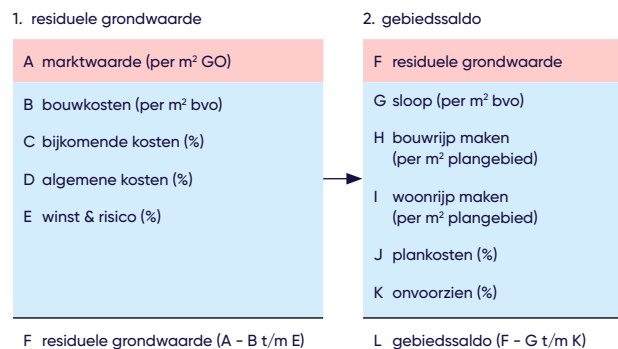 1. residuele grondwaarde
A marktwaarde (per m² GO)
B bouwkosten (per m² bvo)
C bijkomende kosten (%)
D algemene kosten (%)
E winst & risico (%)
F residuele grondwaarde (A - B t/m E)
2. gebiedssaldo
F residuele grondwaarde
G sloop (per m² bvo)
H bouwrijp maken
(per m² plangebied)
I woonrijp maken
(per m² plangebied)
J plankosten (%)
K onvoorzien (%)
L gebiedssaldo (F - G t/m K)